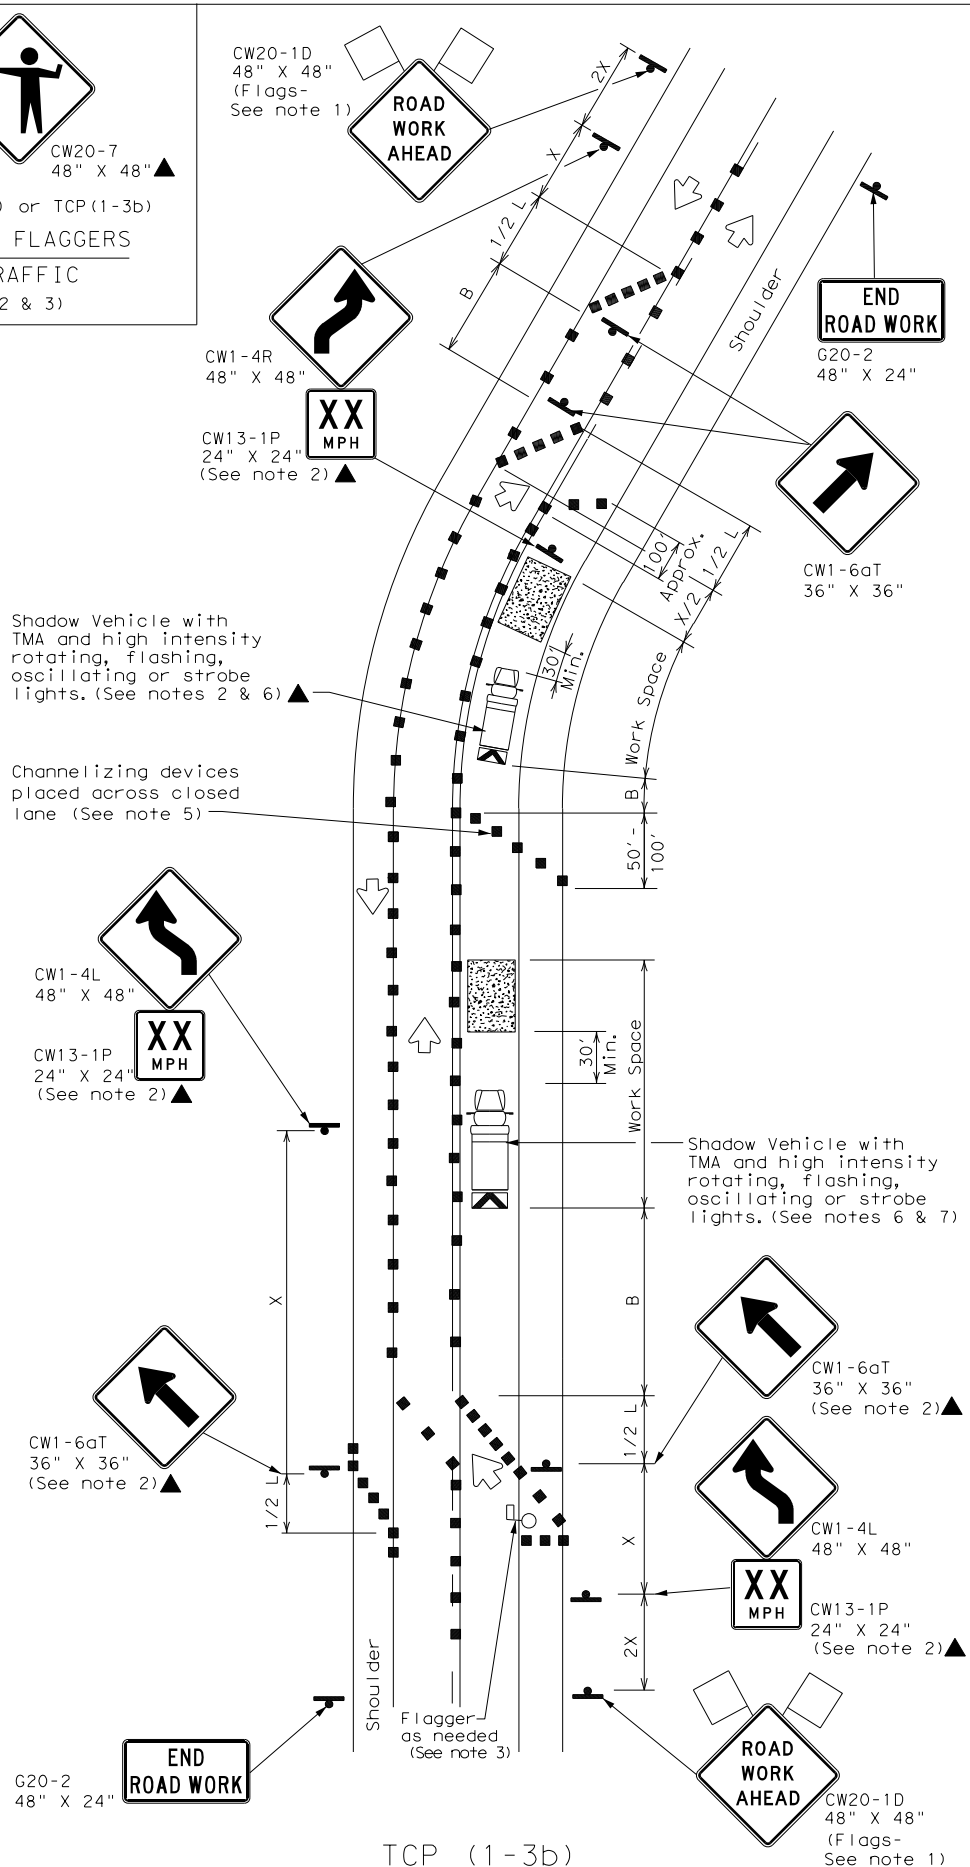 CW20-7
48" X 48"
) or TCP(1-3b)
FLAGGERS
RAFFIC
2 & 3)
CW20-1D
48" X 48"
(Flags-
See note 1)
ROAD
WORK
AHEAD
2X
X
1/2 L
B
CW1-4R
48" X 48"
XX
MPH
CW13-1P
24" X 24"
(See note 2)
Shoulder
END
ROAD WORK
G20-2
48" X 24"
CW1-6aT
36" X 36"
100'
Approx.
1/2 L
X/2
30'
Min.
Work Space
B
50' -
100'
Shadow Vehicle with
TMA and high intensity
rotating, flashing,
oscillating or strobe
lights. (See notes 2 & 6)
Channelizing devices
placed across closed
lane (See note 5)
CW1-4L
48" X 48"
XX
MPH
CW13-1P
24" X 24"
(See note 2)
30'
Min.
Work Space
Shadow Vehicle with
TMA and high intensity
rotating, flashing,
oscillating or strobe
lights. (See notes 6 & 7)
X
B
CW1-6aT
36" X 36"
(See note 2)
1/2 L
CW1-6aT
36" X 36"
(See note 2)
1/2 L
X
CW1-4L
48" X 48"
XX
MPH
CW13-1P
24" X 24"
(See note 2)
2X
Shoulder
Flagger
as needed
(See note 3)
END
ROAD WORK
G20-2
48" X 24"
ROAD
WORK
AHEAD
CW20-1D
48" X 48"
(Flags-
See note 1)
TCP (1-3b)